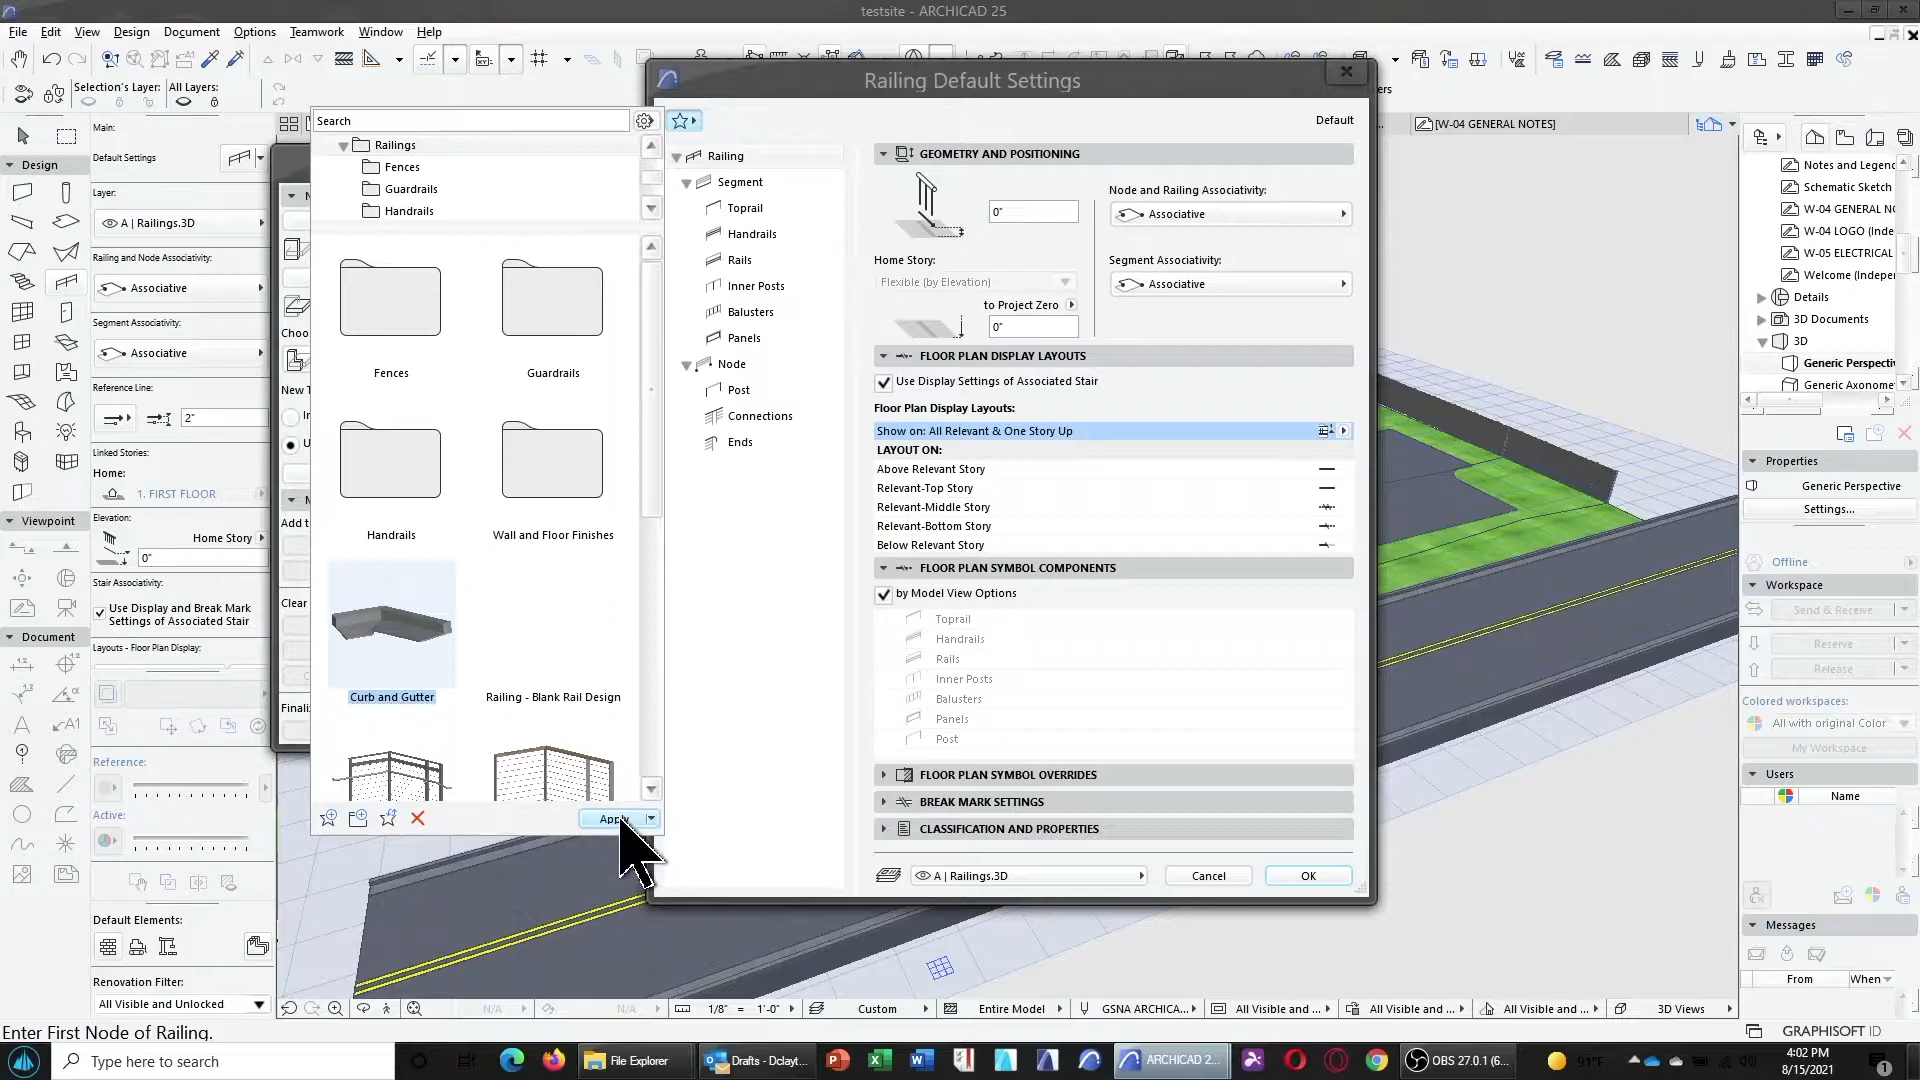 testsite - ARCHICAD 25
File Edit View Design Document Options Teamwork Window Help
Railing Default Settings
Selection's Layer: All Layers:
Main:
Default Settings
Layer:
A | Railings.3D
Railing and Node Associativity:
Associative
Segment Associativity:
Associative
Reference Line:
2"
Linked Stories:
Home:
1. FIRST FLOOR
Elevation:
Home Story
0"
Stair Associativity:
Use Display and Break Mark
Settings of Associated Stair
Layouts - Floor Plan Display:
Reference:
Active:
Default Elements:
Renovation Filter:
All Visible and Unlocked
Design
Viewpoint
Document
Search
Railings
Fences
Guardrails
Handrails
Fences
Guardrails
Handrails
Wall and Floor Finishes
Curb and Gutter
Railing - Blank Rail Design
Apply
Choo
New T
Add t
Clear
Finaliz
Default
Railing
Segment
Toprail
Handrails
Rails
Inner Posts
Balusters
Panels
Node
Post
Connections
Ends
GEOMETRY AND POSITIONING
0"
Home Story:
Flexible (by Elevation)
to Project Zero
0"
Node and Railing Associativity:
Associative
Segment Associativity:
Associative
FLOOR PLAN DISPLAY LAYOUTS
Use Display Settings of Associated Stair
Floor Plan Display Layouts:
Show on: All Relevant & One Story Up
LAYOUT ON:
Above Relevant Story
Relevant-Top Story
Relevant-Middle Story
Relevant-Bottom Story
Below Relevant Story
FLOOR PLAN SYMBOL COMPONENTS
by Model View Options
Toprail
Handrails
Rails
Inner Posts
Balusters
Panels
Post
FLOOR PLAN SYMBOL OVERRIDES
BREAK MARK SETTINGS
CLASSIFICATION AND PROPERTIES
A | Railings.3D
Cancel
OK
ers
[W-04 GENERAL NOTES]
Notes and Legenc
Schematic Sketch
W-04 GENERAL NO
W-04 LOGO (Inde
W-05 ELECTRICAL
Welcome (Indeper
Details
3D Documents
3D
Generic Perspecti
Generic Axonome
Properties
Generic Perspective
Settings...
Offline
Workspace
Send & Receive
Reserve
Release
Colored workspaces:
All with original Color
My Workspace
Users
Name
Messages
From When
N/A N/A 1/8" = 1'-0" Custom Entire Model GSNA ARCHICA... All Visible and ... All Visible and ... All Visible and ... 3D Views
Enter First Node of Railing.
GRAPHISOFT ID
Type here to search
File Explorer
Drafts - Dclayt...
ARCHICAD 2...
OBS 27.0.1 (6...
91°F
4:02 PM
8/15/2021